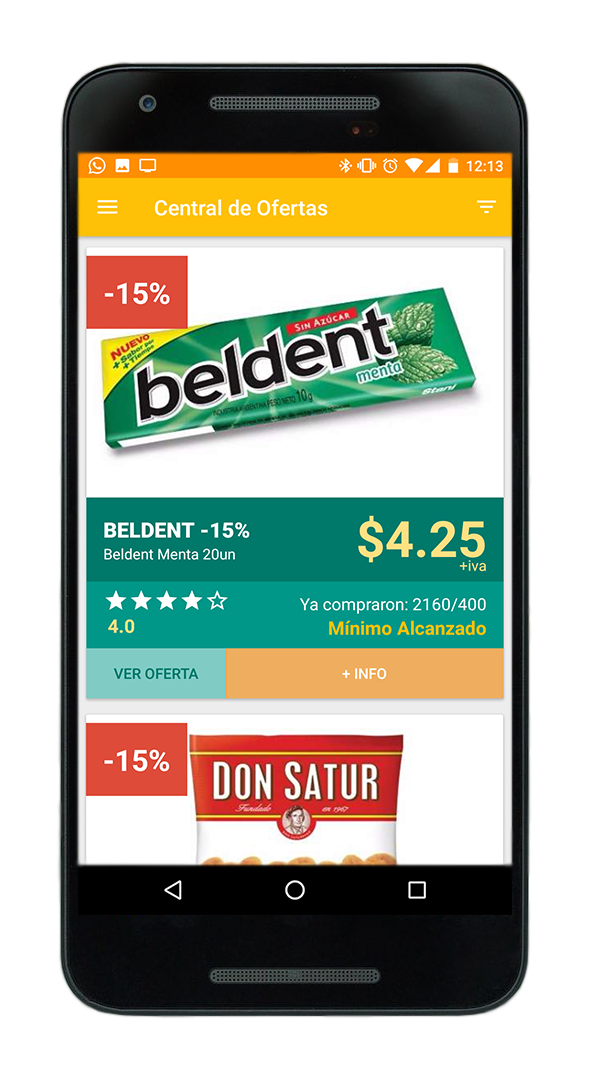 12:13
Central de Ofertas
-15%
NUEVO
+ Sabor por
+ Tiempo
SIN AZÚCAR
beldent
menta
INDUSTRIA ARGENTINA PESO NETO 10g
Stani
BELDENT -15%
Beldent Menta 20un
$4.25
+iva
4.0
Ya compraron: 2160/400
Mínimo Alcanzado
VER OFERTA
+ INFO
-15%
DON SATUR
Fundado en 1967